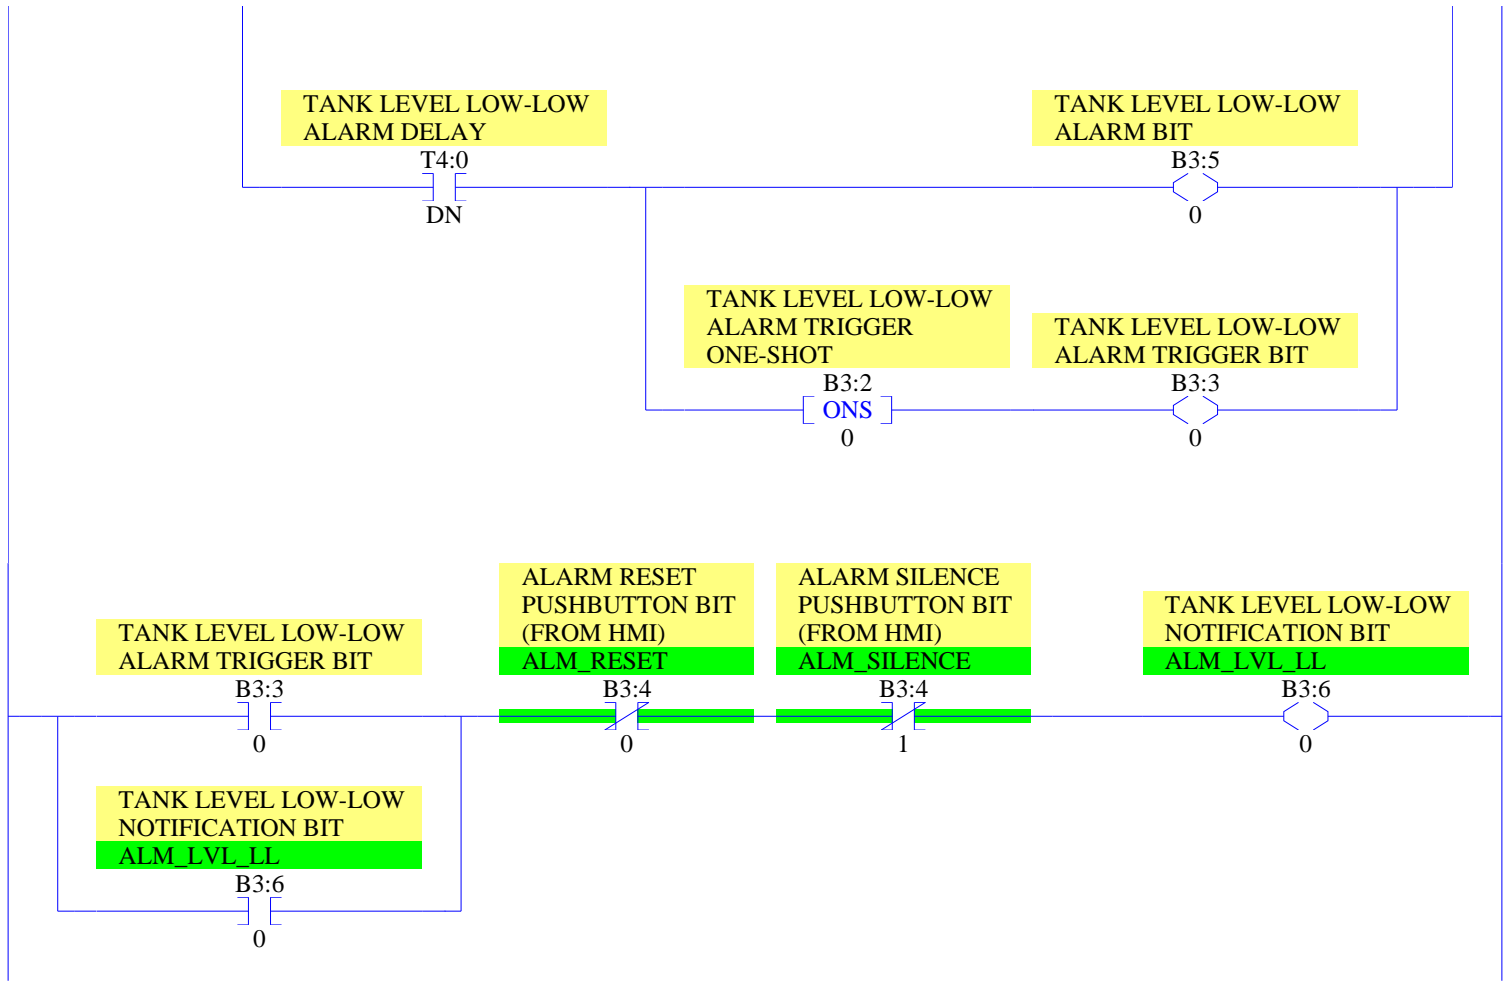 TANK LEVEL LOW-LOW
ALARM DELAY
T4:0
DN
TANK LEVEL LOW-LOW
ALARM BIT
B3:5
0
TANK LEVEL LOW-LOW
ALARM TRIGGER
ONE-SHOT
B3:2
ONS
0
TANK LEVEL LOW-LOW
ALARM TRIGGER BIT
B3:3
0
TANK LEVEL LOW-LOW
ALARM TRIGGER BIT
B3:3
0
ALARM RESET
PUSHBUTTON BIT
(FROM HMI)
ALM_RESET
B3:4
0
ALARM SILENCE
PUSHBUTTON BIT
(FROM HMI)
ALM_SILENCE
B3:4
1
TANK LEVEL LOW-LOW
NOTIFICATION BIT
ALM_LVL_LL
B3:6
0
TANK LEVEL LOW-LOW
NOTIFICATION BIT
ALM_LVL_LL
B3:6
0